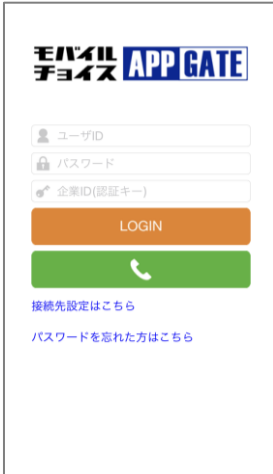 モバイル
チョイス APP GATE
ユーザID
パスワード
企業ID(認証キー)
LOGIN
接続先設定はこちら
パスワードを忘れた方はこちら